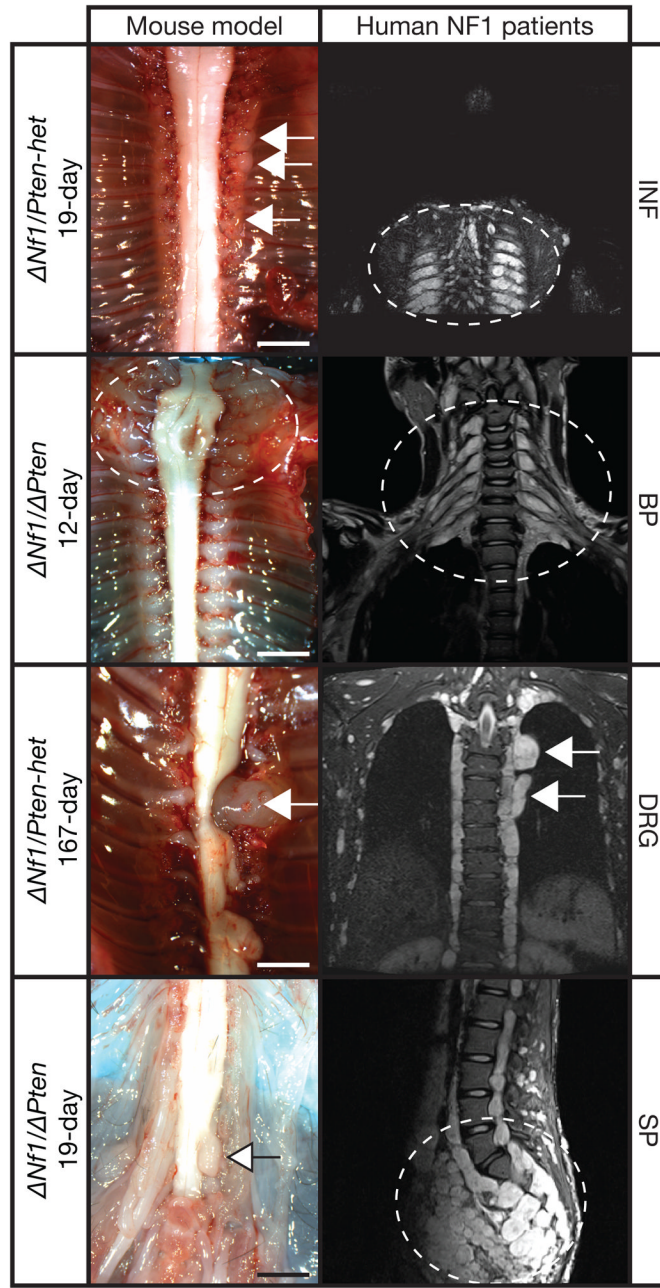 Mouse model
Human NF1 patients
ΔNf1/Pten-het
19-day
INF
ΔNf1/ΔPten
12-day
BP
ΔNf1/Pten-het
167-day
DRG
ΔNf1/ΔPten
19-day
SP